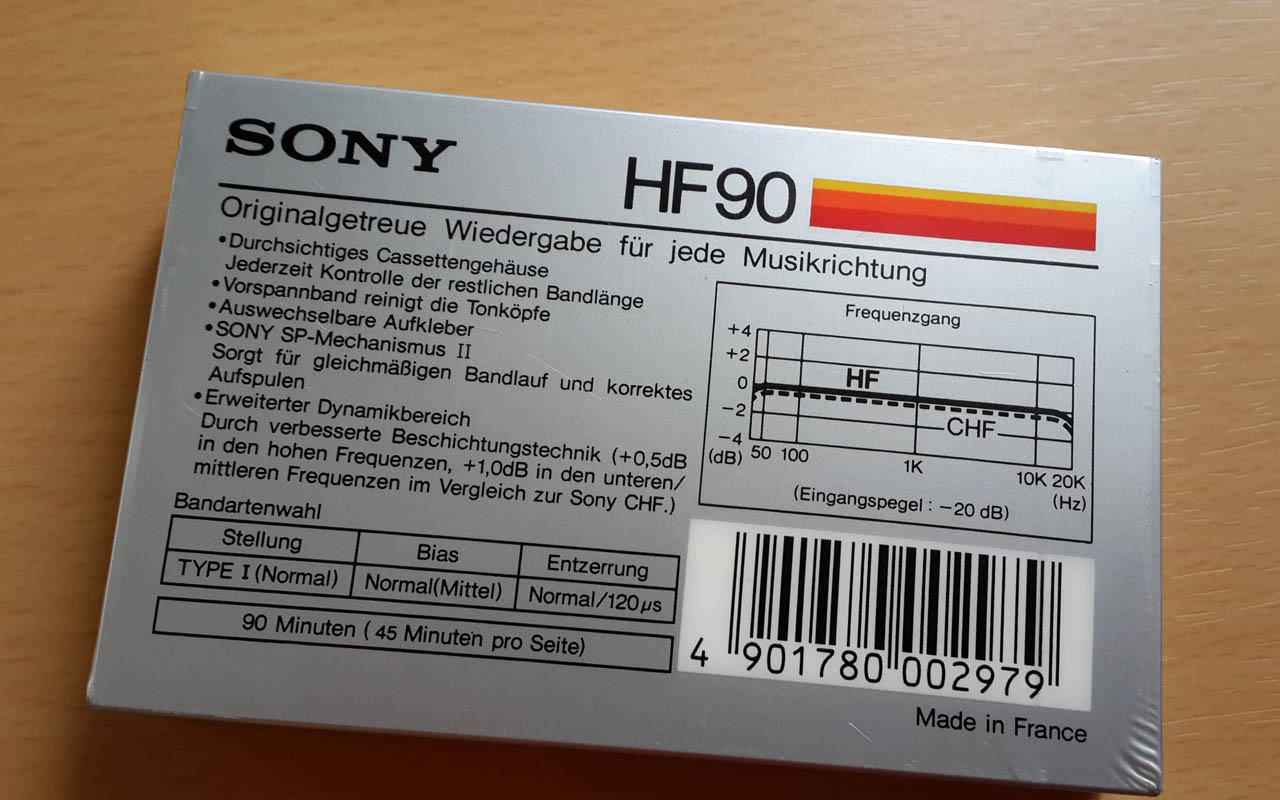 SONY
HF90
Originalgetreue Wiedergabe für jede Musikrichtung
•Durchsichtiges Cassettengehäuse
Jederzeit Kontrolle der restlichen Bandlänge
•Vorspannband reinigt die Tonköpfe
•Auswechselbare Aufkleber
•SONY SP-Mechanismus II
Sorgt für gleichmäßigen Bandlauf und korrektes
Aufspulen
•Erweiterter Dynamikbereich
Durch verbesserte Beschichtungstechnik (+0,5dB
in den hohen Frequenzen, +1,0dB in den unteren/
mittleren Frequenzen im Vergleich zur Sony CHF.)
Frequenzgang
+4
+2
0
-2
-4
(dB)
HF
CHF
50 100 1K 10K 20K
(Hz)
(Eingangspegel : -20 dB)
Bandartenwahl
Stellung Bias Entzerrung
TYPE I (Normal) Normal(Mittel) Normal/120µs
90 Minuten ( 45 Minuten pro Seite)
4 901780 002979
Made in France